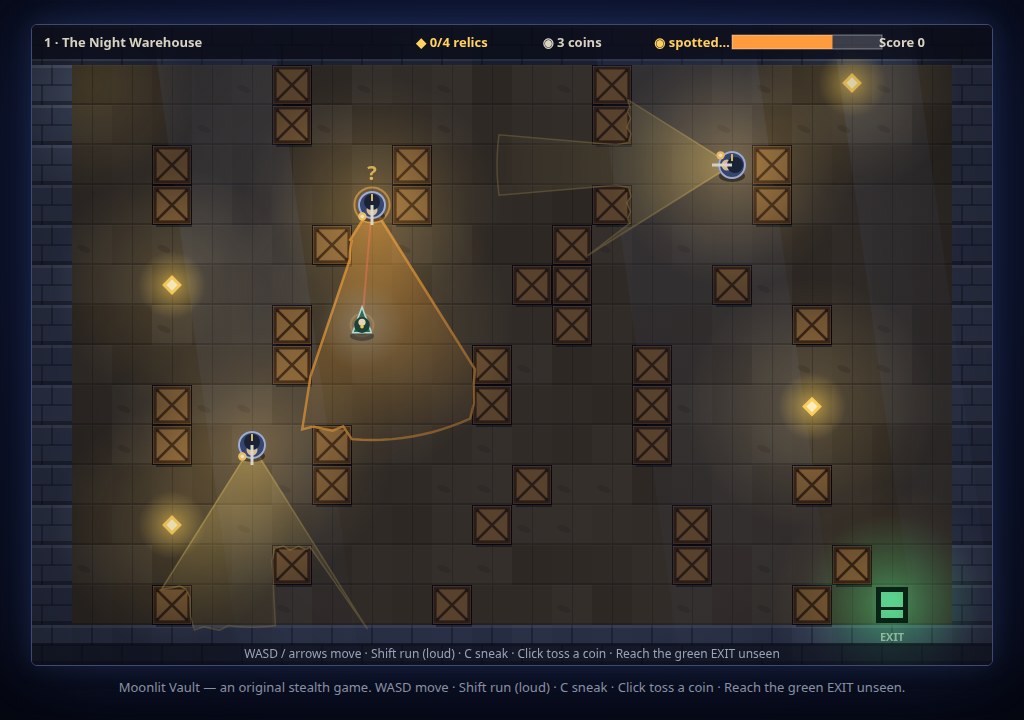 1 · The Night Warehouse
◆ 0/4 relics
◉ 3 coins
◉ spotted...
Score 0
?
EXIT
WASD / arrows move · Shift run (loud) · C sneak · Click toss a coin · Reach the green EXIT unseen
Moonlit Vault — an original stealth game. WASD move · Shift run (loud) · C sneak · Click toss a coin · Reach the green EXIT unseen.